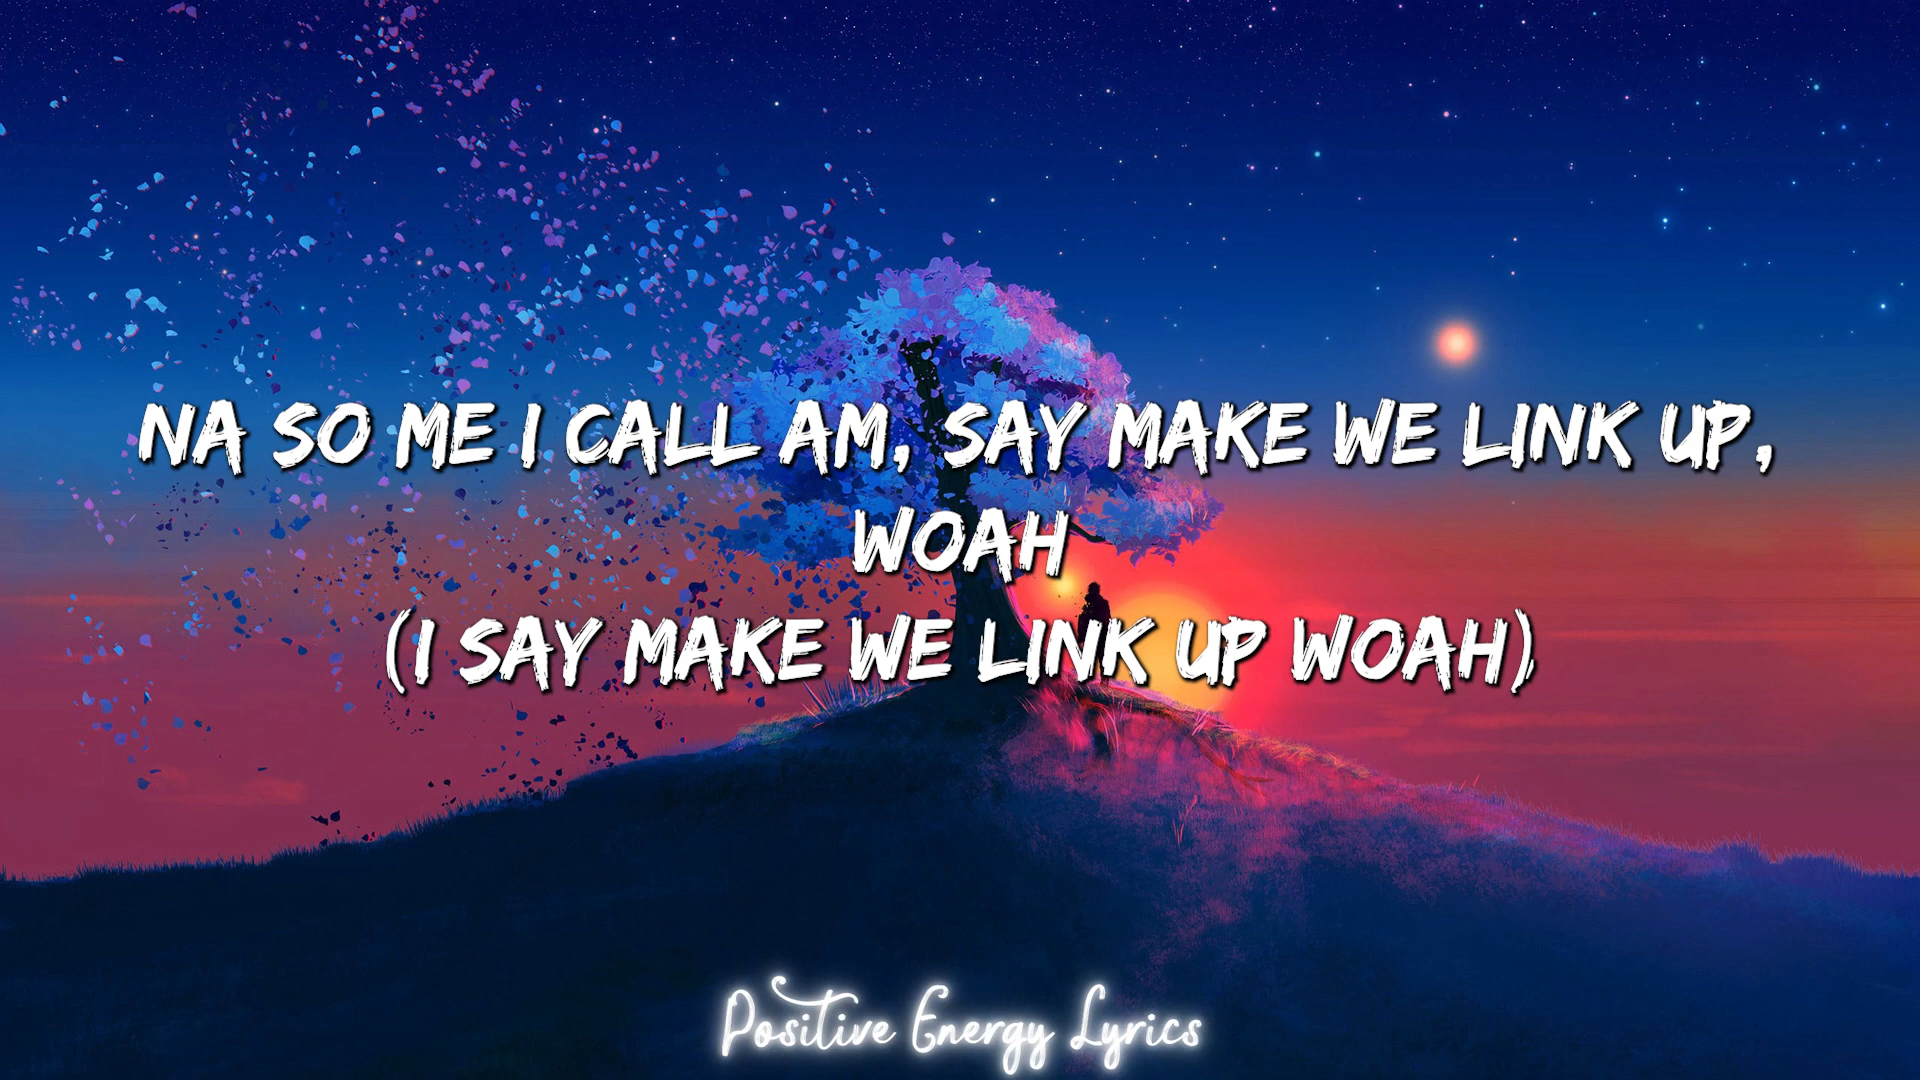 NA SO ME I CALL AM, SAY MAKE WE LINK UP,
WOAH
(I SAY MAKE WE LINK UP WOAH)
Positive Energy Lyrics